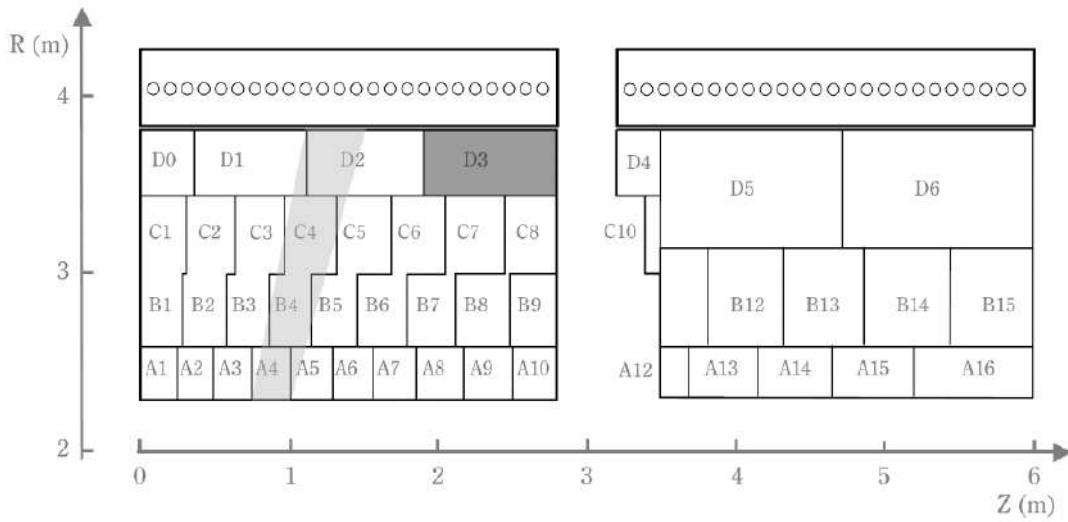 R (m)
4
D0 D1 D2 D3 D4 D5 D6
C1 C2 C3 C4 C5 C6 C7 C8 C10
3
B1 B2 B3 B4 B5 B6 B7 B8 B9 B12 B13 B14 B15
A1 A2 A3 A4 A5 A6 A7 A8 A9 A10 A12 A13 A14 A15 A16
2
0 1 2 3 4 5 6
Z (m)